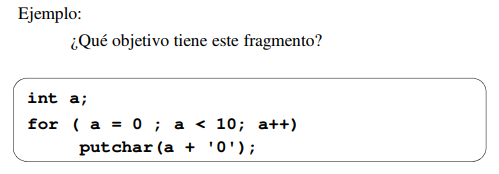 Ejemplo:
¿Qué objetivo tiene este fragmento?
int a;
for ( a = 0 ; a < 10; a++)
putchar(a + '0');